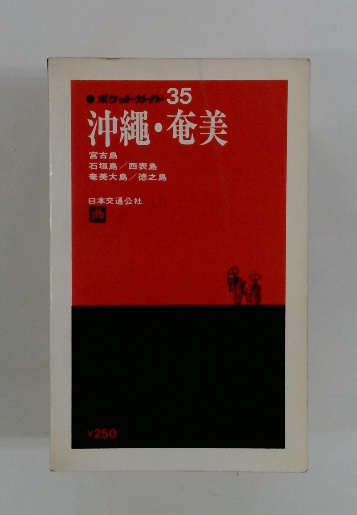 ポケット・ガイド 35
沖繩・奄美
宮古島
石垣島／西表島
奄美大島／徳之島
日本交通公社
¥250